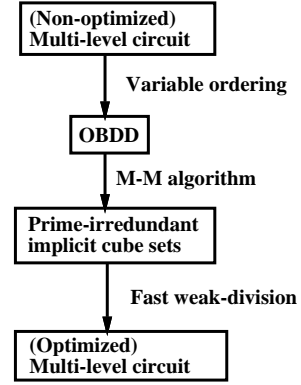 (Non-optimized)
Multi-level circuit
Variable ordering
OBDD
M-M algorithm
Prime-irredundant
implicit cube sets
Fast weak-division
(Optimized)
Multi-level circuit